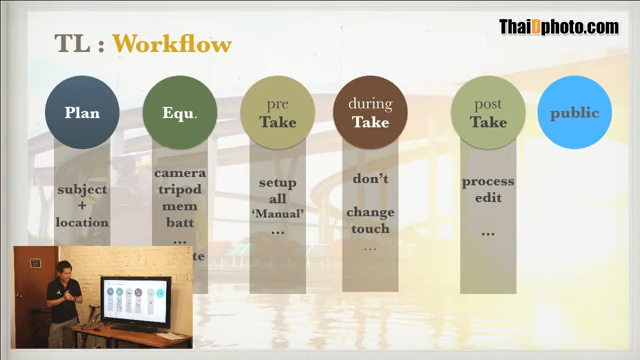 ThaiDphoto.com
TL : Workflow
Plan
Equ.
pre
Take
during
Take
post
Take
public
subject
+
location
camera
tripod
mem
batt
...
setup
all
'Manual'
...
don't
change
touch
...
process
edit
...